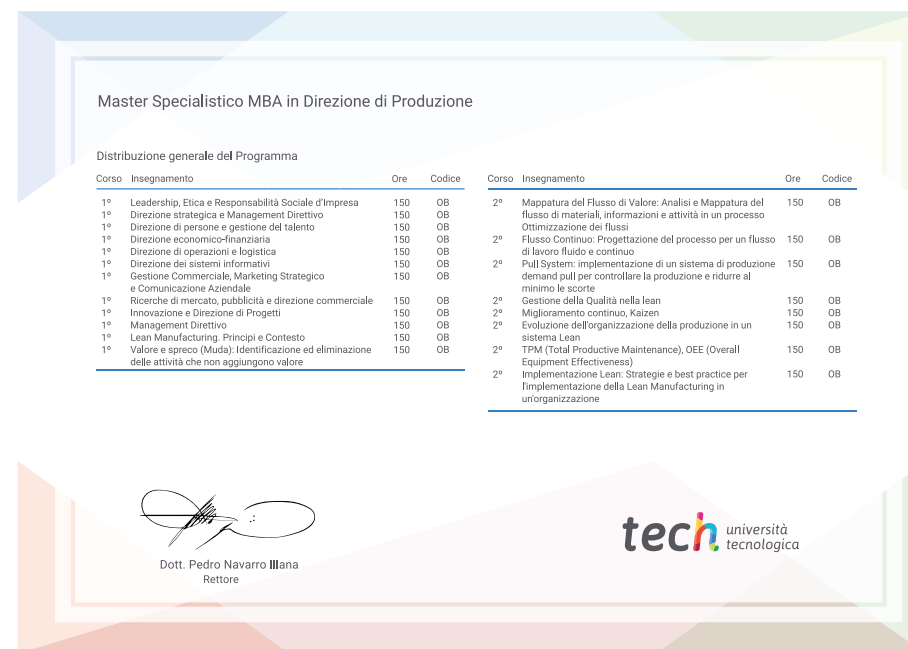 Master Specialistico MBA in Direzione di Produzione
Distribuzione generale del Programma
Corso Insegnamento Ore Codice
1º Leadership, Etica e Responsabilità Sociale d'Impresa 150 OB
1º Direzione strategica e Management Direttivo 150 OB
1º Direzione di persone e gestione del talento 150 OB
1º Direzione economico-finanziaria 150 OB
1º Direzione di operazioni e logistica 150 OB
1º Direzione dei sistemi informativi 150 OB
1º Gestione Commerciale, Marketing Strategico 150 OB
e Comunicazione Aziendale
1º Ricerche di mercato, pubblicità e direzione commerciale 150 OB
1º Innovazione e Direzione di Progetti 150 OB
1º Management Direttivo 150 OB
1º Lean Manufacturing. Principi e Contesto 150 OB
1º Valore e spreco (Muda): Identificazione ed eliminazione 150 OB
delle attività che non aggiungono valore
Corso Insegnamento Ore Codice
2º Mappatura del Flusso di Valore: Analisi e Mappatura del 150 OB
flusso di materiali, informazioni e attività in un processo
Ottimizzazione dei flussi
2º Flusso Continuo: Progettazione del processo per un flusso 150 OB
di lavoro fluido e continuo
2º Pull System: implementazione di un sistema di produzione 150 OB
demand pull per controllare la produzione e ridurre al
minimo le scorte
2º Gestione della Qualità nella lean 150 OB
2º Miglioramento continuo, Kaizen 150 OB
2º Evoluzione dell'organizzazione della produzione in un 150 OB
sistema Lean
2º TPM (Total Productive Maintenance), OEE (Overall 150 OB
Equipment Effectiveness)
2º Implementazione Lean: Strategie e best practice per 150 OB
l'implementazione della Lean Manufacturing in
un'organizzazione
Dott. Pedro Navarro Illana
Rettore
tech università
tecnologica